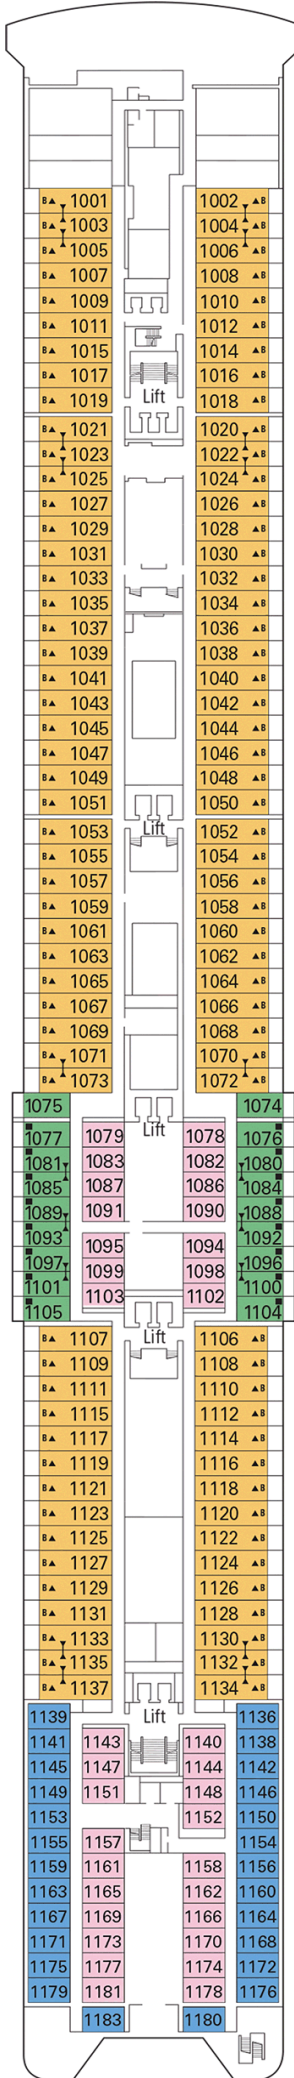 B▲ 1001 1002 ▲B
B▲ 1003 1004 ▲B
B▲ 1005 1006 ▲B
B▲ 1007 1008 ▲B
B▲ 1009 1010 ▲B
B▲ 1011 1012 ▲B
B▲ 1015 1014 ▲B
B▲ 1017 1016 ▲B
Lift
B▲ 1019 1018 ▲B
B▲ 1021 1020 ▲B
B▲ 1023 1022 ▲B
B▲ 1025 1024 ▲B
B▲ 1027 1026 ▲B
B▲ 1029 1028 ▲B
B▲ 1031 1030 ▲B
B▲ 1033 1032 ▲B
B▲ 1035 1034 ▲B
B▲ 1037 1036 ▲B
B▲ 1039 1038 ▲B
B▲ 1041 1040 ▲B
B▲ 1043 1042 ▲B
B▲ 1045 1044 ▲B
B▲ 1047 1046 ▲B
B▲ 1049 1048 ▲B
B▲ 1051 1050 ▲B
B▲ 1053 Lift 1052 ▲B
B▲ 1055 1054 ▲B
B▲ 1057 1056 ▲B
B▲ 1059 1058 ▲B
B▲ 1061 1060 ▲B
B▲ 1063 1062 ▲B
B▲ 1065 1064 ▲B
B▲ 1067 1066 ▲B
B▲ 1069 1068 ▲B
B▲ 1071 1070 ▲B
B▲ 1073 1072 ▲B
1075 1074
Lift
1077 1079 1078 1076
1081 1083 1082 1080
1085 1087 1086 1084
1089 1091 1090 1088
1093 1095 1094 1092
1097 1099 1098 1096
1101 1103 1102 1100
1105 1104
B▲ 1107 Lift 1106 ▲B
B▲ 1109 1108 ▲B
B▲ 1111 1110 ▲B
B▲ 1115 1112 ▲B
B▲ 1117 1114 ▲B
B▲ 1119 1116 ▲B
B▲ 1121 1118 ▲B
B▲ 1123 1120 ▲B
B▲ 1125 1122 ▲B
B▲ 1127 1124 ▲B
B▲ 1129 1126 ▲B
B▲ 1131 1128 ▲B
B▲ 1133 1130 ▲B
B▲ 1135 1132 ▲B
B▲ 1137 1134 ▲B
1139 Lift 1136
1141 1143 1140 1138
1145 1147 1144 1142
1149 1151 1148 1146
1153 1152 1150
1155 1157 1154
1159 1161 1158 1156
1163 1165 1162 1160
1167 1169 1166 1164
1171 1173 1170 1168
1175 1177 1174 1172
1179 1181 1178 1176
1183 1180